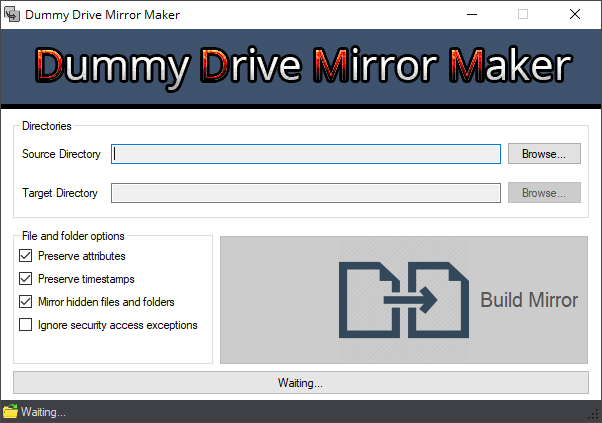 Dummy Drive Mirror Maker
Dummy Drive Mirror Maker
Directories
Source Directory
Browse...
Target Directory
Browse...
File and folder options
Preserve attributes
Preserve timestamps
Mirror hidden files and folders
Ignore security access exceptions
Build Mirror
Waiting...
Waiting...